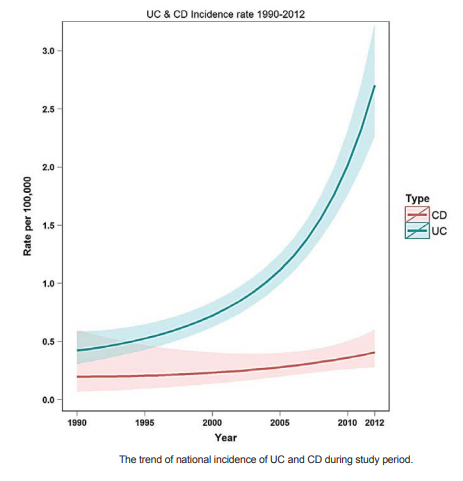 UC & CD Incidence rate 1990-2012
3.0
2.5
2.0
1.5
1.0
0.5
0.0
Rate per 100,000
1990 1995 2000 2005 2010 2012
Year
Type
CD
UC
The trend of national incidence of UC and CD during study period.